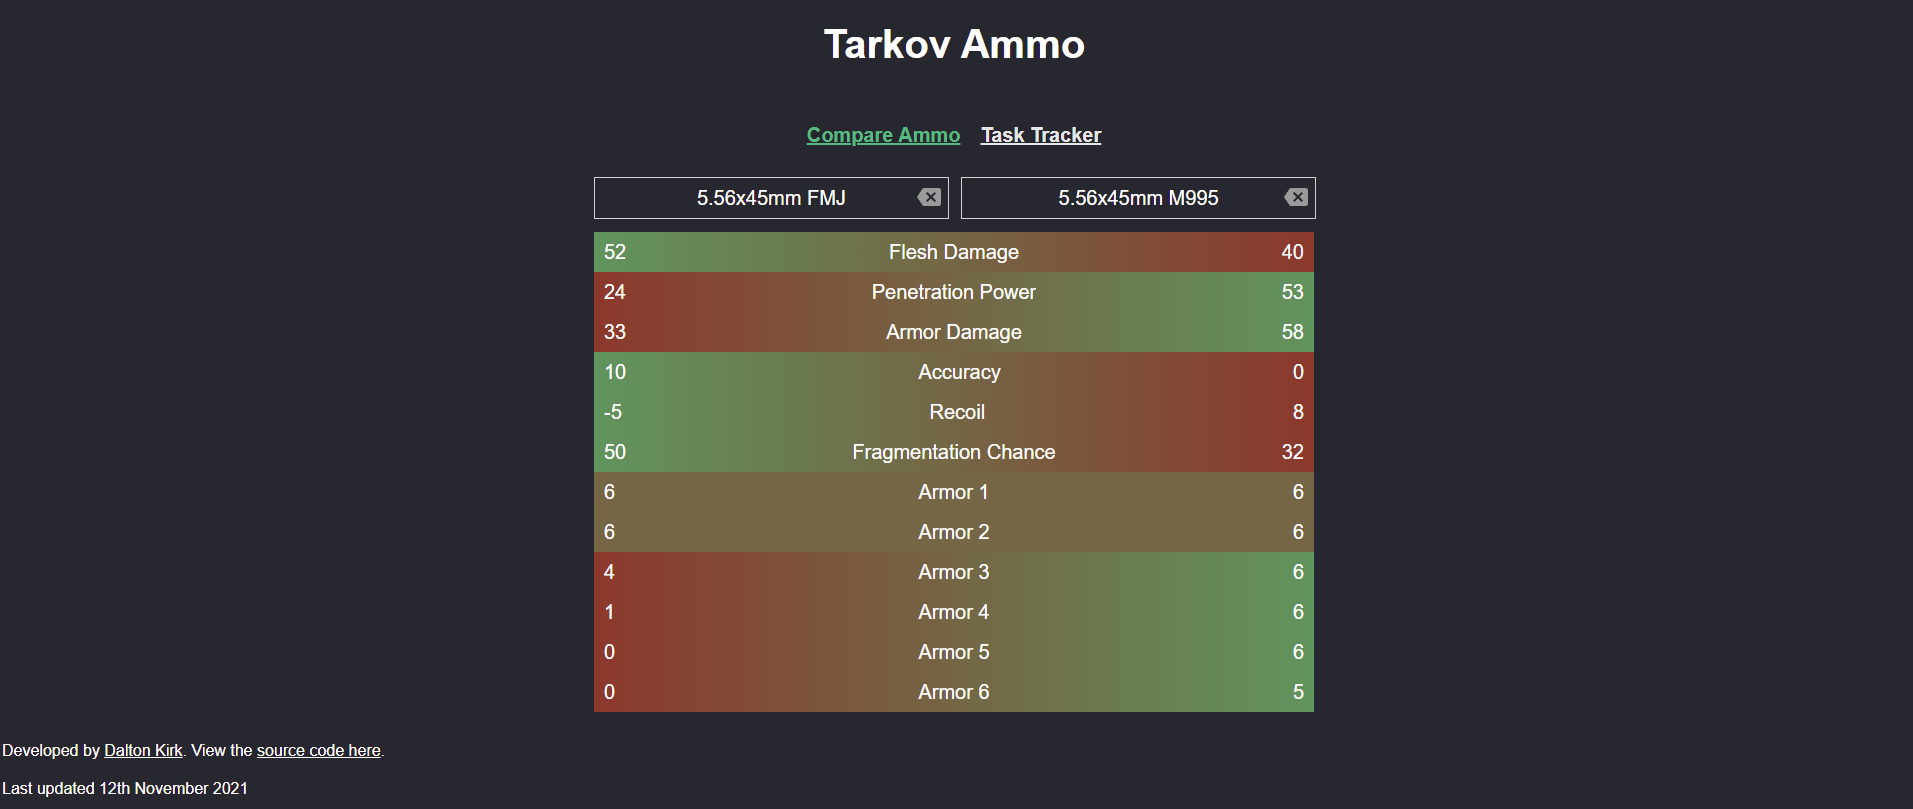 Tarkov Ammo
Compare Ammo Task Tracker
5.56x45mm FMJ 5.56x45mm M995
52 Flesh Damage 40
24 Penetration Power 53
33 Armor Damage 58
10 Accuracy 0
-5 Recoil 8
50 Fragmentation Chance 32
6 Armor 1 6
6 Armor 2 6
4 Armor 3 6
1 Armor 4 6
0 Armor 5 6
0 Armor 6 5
Developed by Dalton Kirk. View the source code here.
Last updated 12th November 2021